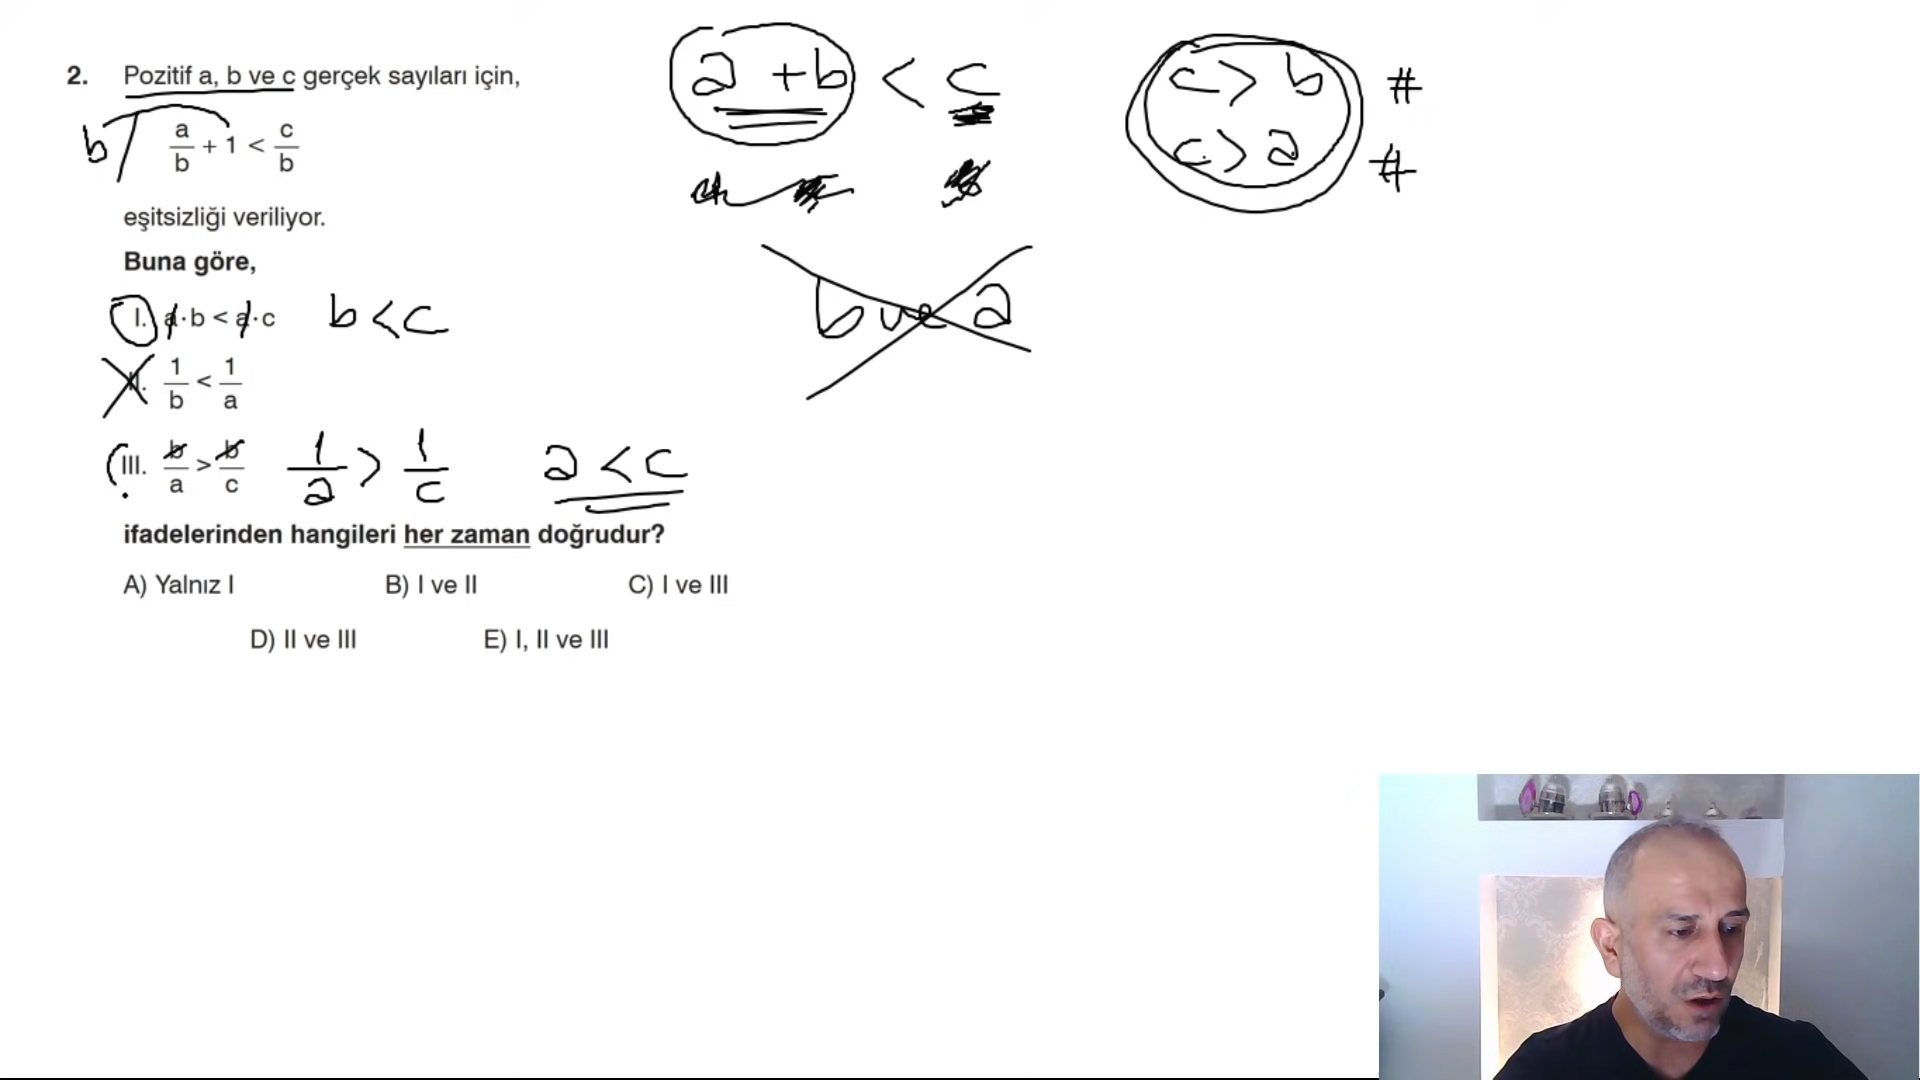 2. Pozitif a, b ve c gerçek sayıları için,
b a/b + 1 < c/b
a + b < c
c > b #
c > a #
eşitsizliği veriliyor.
Buna göre,
I. a·b < a·c b < c
b ve a
II. 1/b < 1/a
III. b/a > b/c 1/a > 1/c a < c
ifadelerinden hangileri her zaman doğrudur?
A) Yalnız I B) I ve II C) I ve III
D) II ve III E) I, II ve III